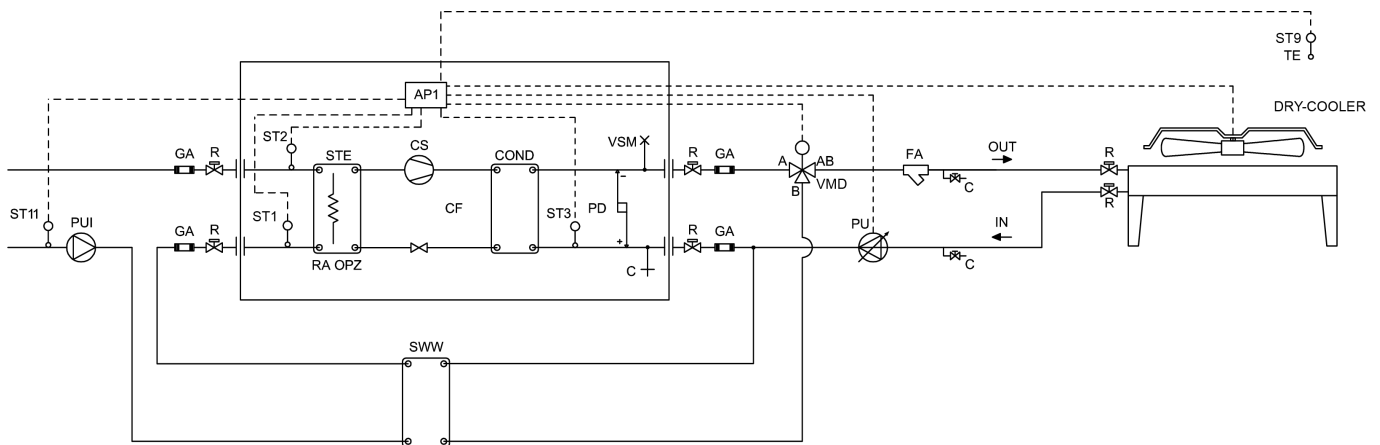 ST9
TE
AP1
DRY-COOLER
ST2
CS
VSM
GA
R
STE
COND
R
GA
A
AB
FA
OUT
R
B
VMD
C
ST11
PUI
GA
R
ST1
CF
ST3
PD
-
+
R
GA
PU
IN
R
C
RA OPZ
C
SWW